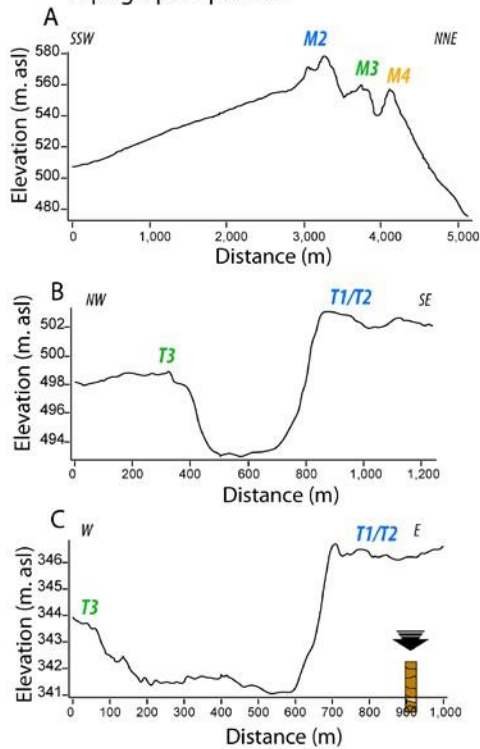 A
SSW
M2
NNE
M3
M4
Elevation (m. asl)
580
560
540
520
500
480
0
1,000
2,000
3,000
4,000
5,000
Distance (m)
B
NW
T1/T2
SE
T3
Elevation (m. asl)
502
500
498
496
494
0
200
400
600
800
1,000
1,200
Distance (m)
C
W
T1/T2
E
T3
Elevation (m. asl)
346
345
344
343
342
341
0
100
200
300
400
500
600
700
800
1,000
Distance (m)